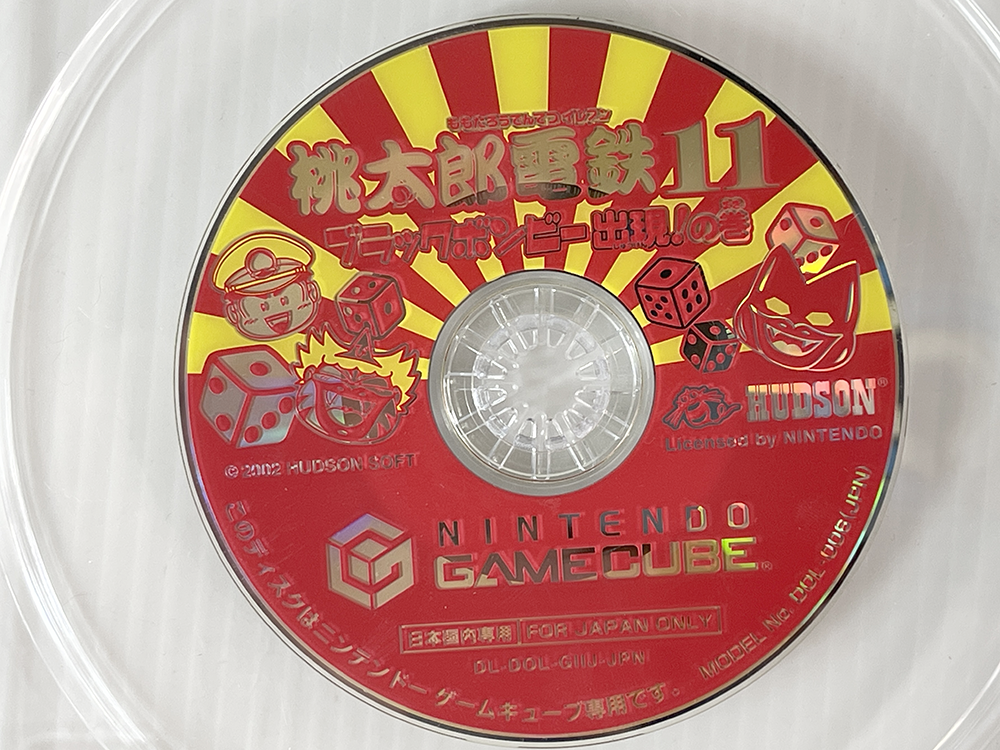 ももたろうでんてつイレブン
桃太郎電鉄11
ブラックボンビー出現!の巻
HUDSON®
Licensed by NINTENDO
© 2002 HUDSON SOFT
NINTENDO
GAMECUBE®
日本国内専用 FOR JAPAN ONLY
DL-DOL-G11J-JPN
このディスクはニンテンドー ゲームキューブ専用です。
MODEL No. DOL-006(JPN)